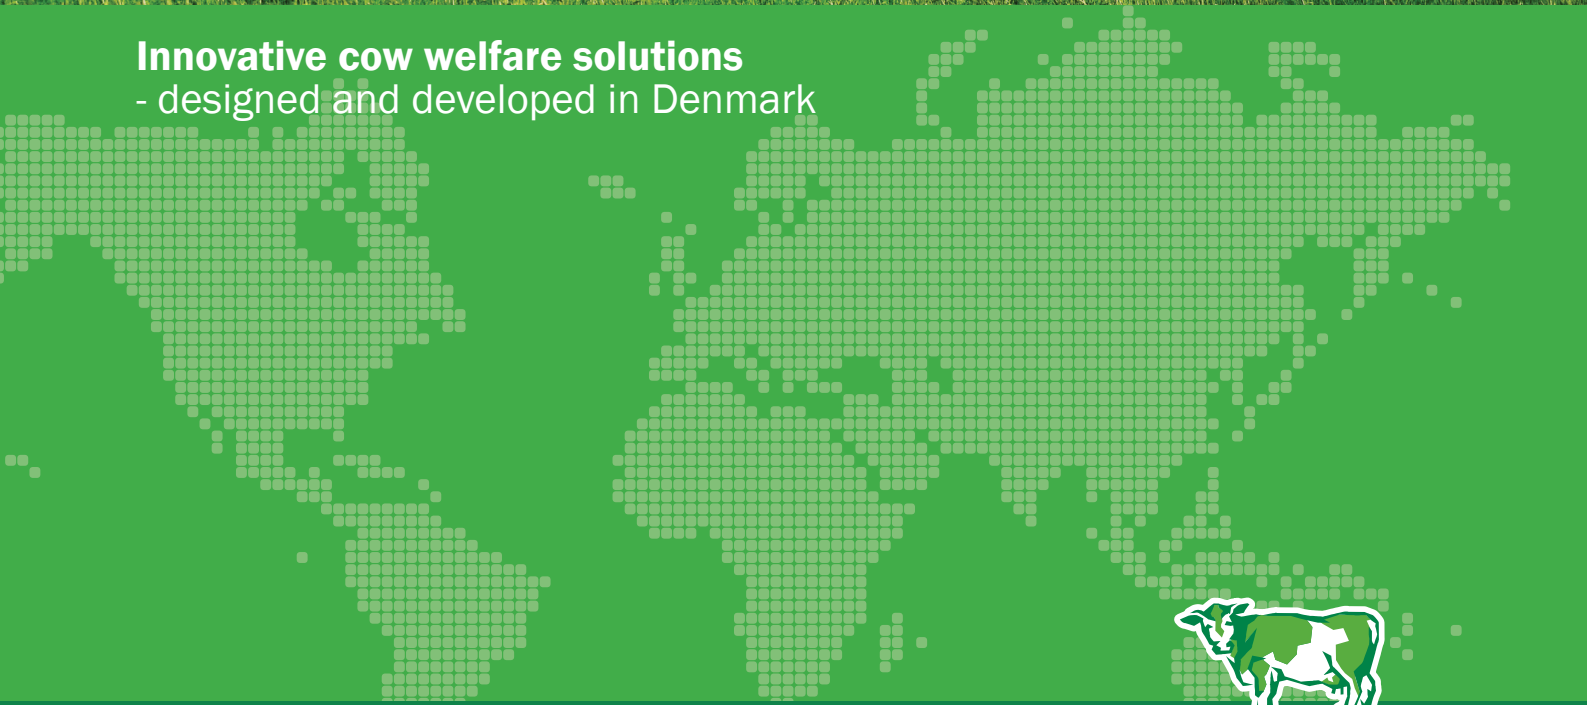 Innovative cow welfare solutions
- designed and developed in Denmark